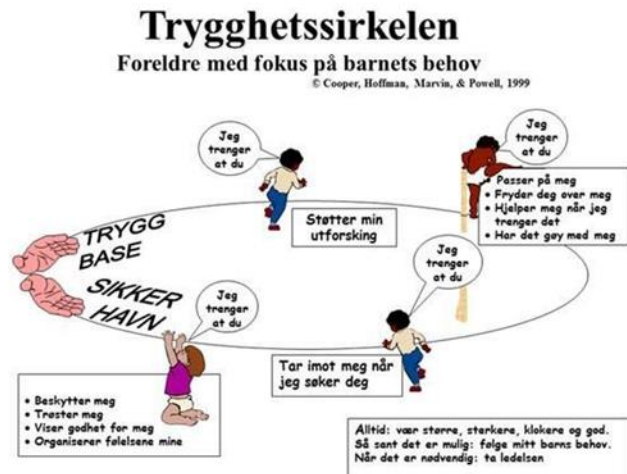 Trygghetssirkelen
Foreldre med fokus på barnets behov
© Cooper, Hoffman, Marvin, & Powell, 1999
Jeg
trenger
at du
Støtter min
utforsking
Jeg
trenger
at du
• Passer på meg
• Fryder deg over meg
• Hjelper meg når jeg
trenger det
• Har det gøy med meg
TRYGG
BASE
SIKKER
HAVN
Jeg
trenger
at du
Tar imot meg når
jeg søker deg
Jeg
trenger
at du
• Beskytter meg
• Trøster meg
• Viser godhet for meg
• Organiserer følelsene mine
Alltid: vær større, sterkere, klokere og god.
Så sant det er mulig: følge mitt barns behov.
Når det er nødvendig: ta ledelsen